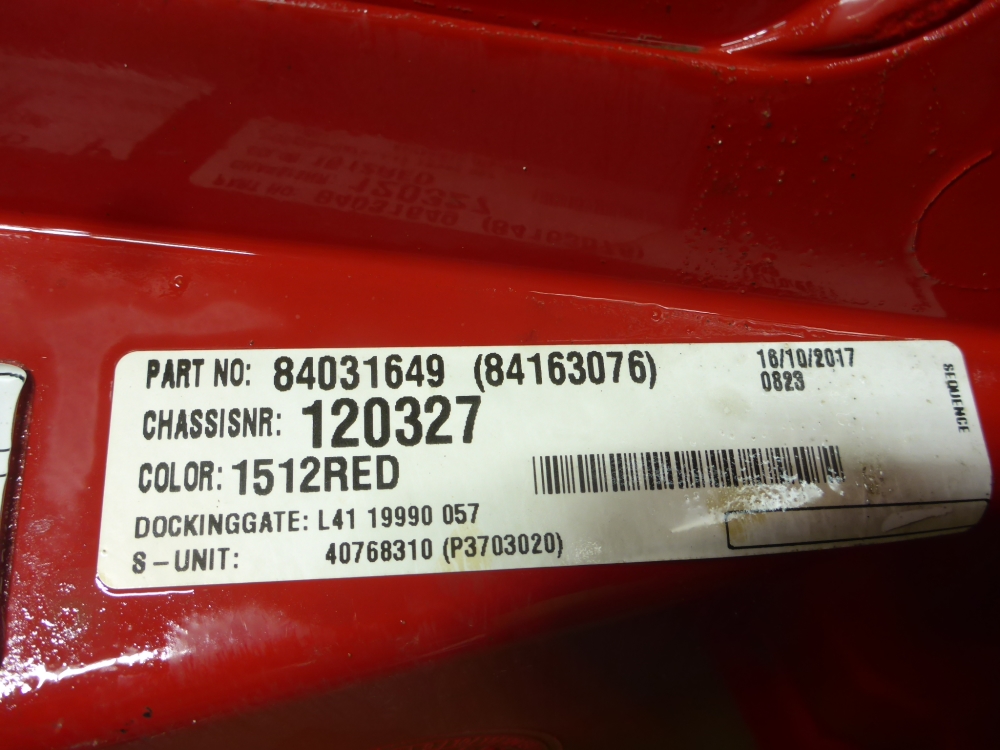 PART NO: 84031649 (84163076)
16/10/2017
0823
SEQUENCE
CHASSISNR: 120327
COLOR: 1512RED
DOCKINGGATE: L41 19990 057
S-UNIT: 40768310 (P3703020)